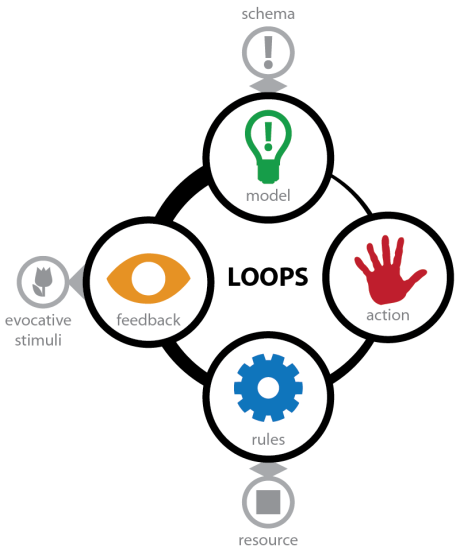 schema
model
LOOPS
action
feedback
evocative
stimuli
rules
resource